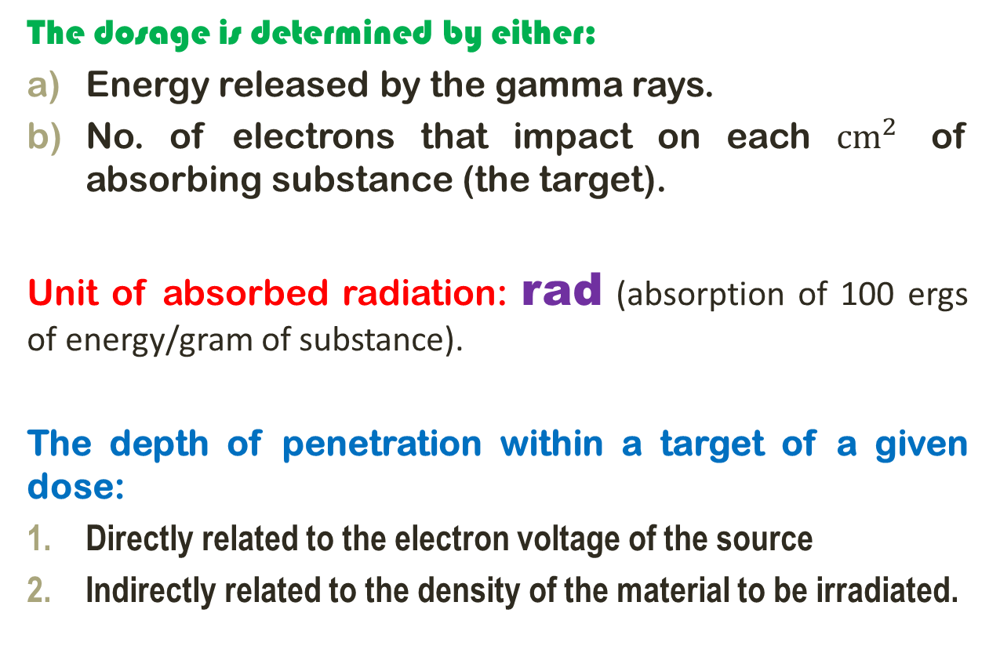 The dosage is determined by either:
a) Energy released by the gamma rays.
b) No. of electrons that impact on each cm² of
absorbing substance (the target).
Unit of absorbed radiation: rad (absorption of 100 ergs
of energy/gram of substance).
The depth of penetration within a target of a given
dose:
1. Directly related to the electron voltage of the source
2. Indirectly related to the density of the material to be irradiated.